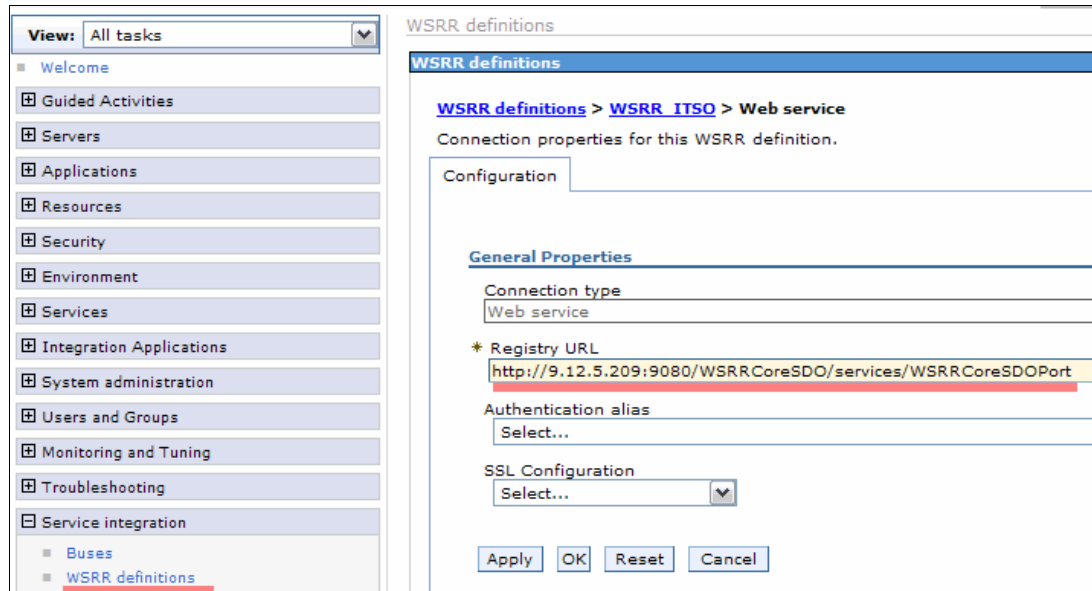 View: All tasks
Welcome
Guided Activities
Servers
Applications
Resources
Security
Environment
Services
Integration Applications
System administration
Users and Groups
Monitoring and Tuning
Troubleshooting
Service integration
Buses
WSRR definitions
WSRR definitions
WSRR definitions
WSRR definitions > WSRR_ITSO > Web service
Connection properties for this WSRR definition.
Configuration
General Properties
Connection type
Web service
* Registry URL
http://9.12.5.209:9080/WSRRCoreSDO/services/WSRRCoreSDOPort
Authentication alias
Select...
SSL Configuration
Select...
Apply OK Reset Cancel